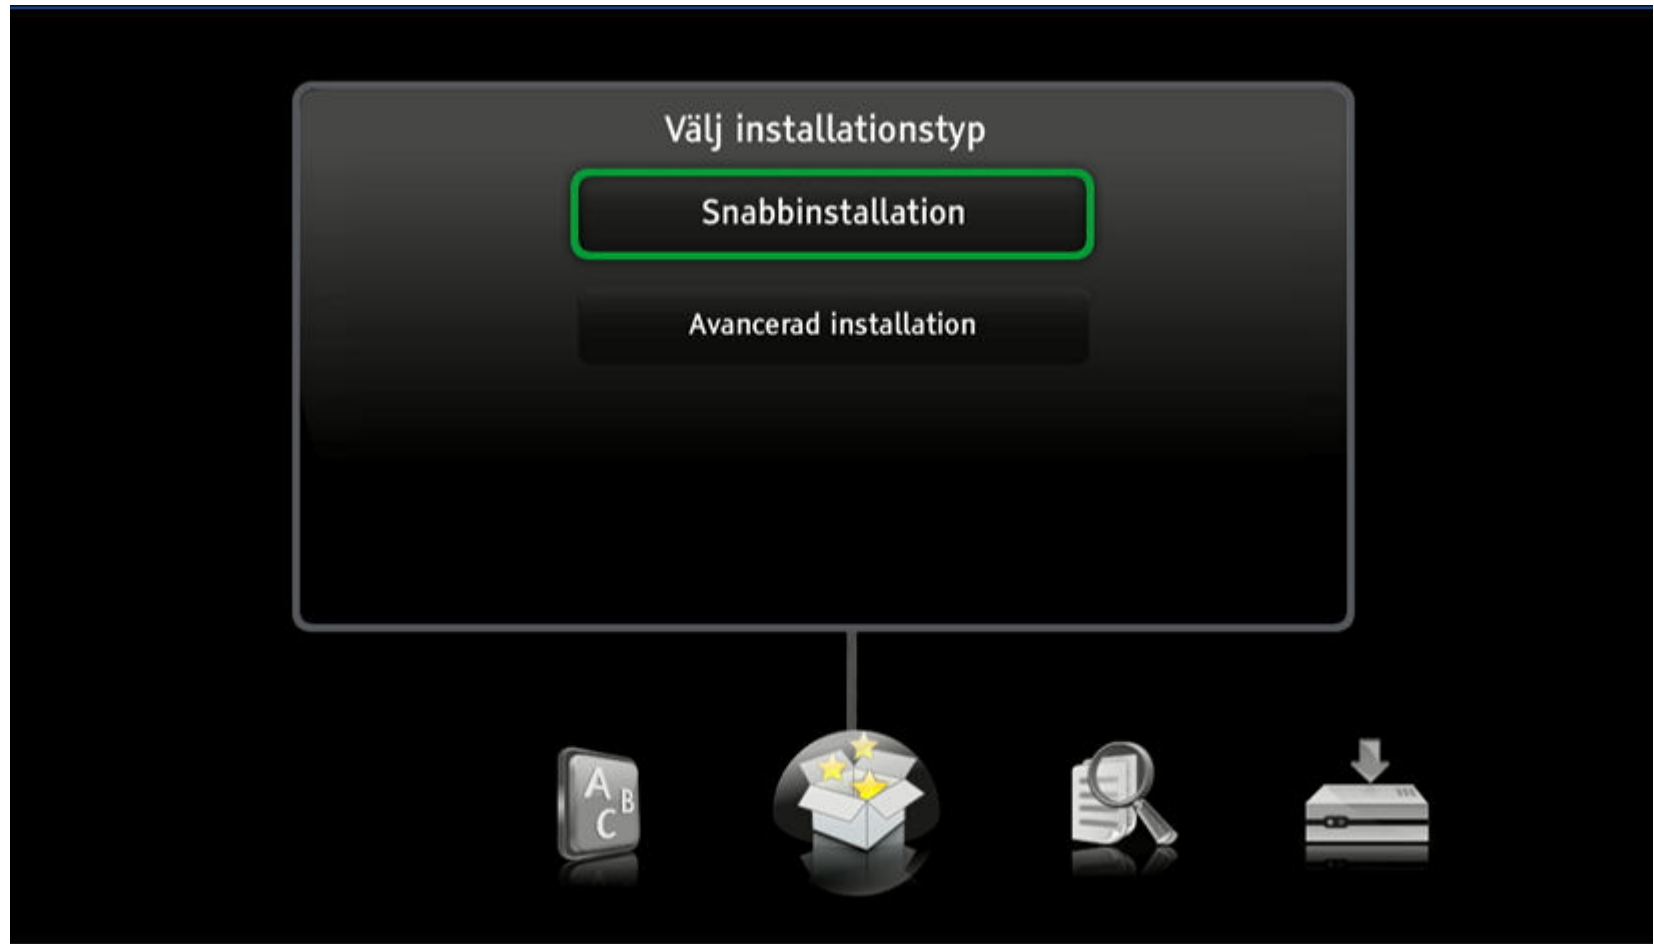 Välj installationstyp
Snabbinstallation
Avancerad installation
A
B
C